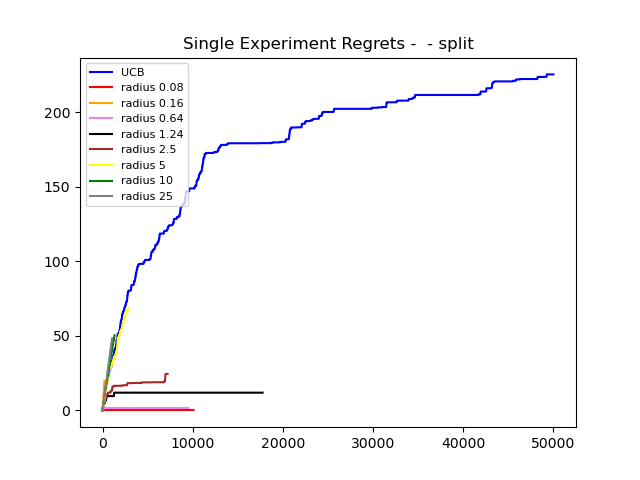 Single Experiment Regrets -  - split
UCB
radius 0.08
radius 0.16
radius 0.64
radius 1.24
radius 2.5
radius 5
radius 10
radius 25
200
150
100
50
0
0 10000 20000 30000 40000 50000